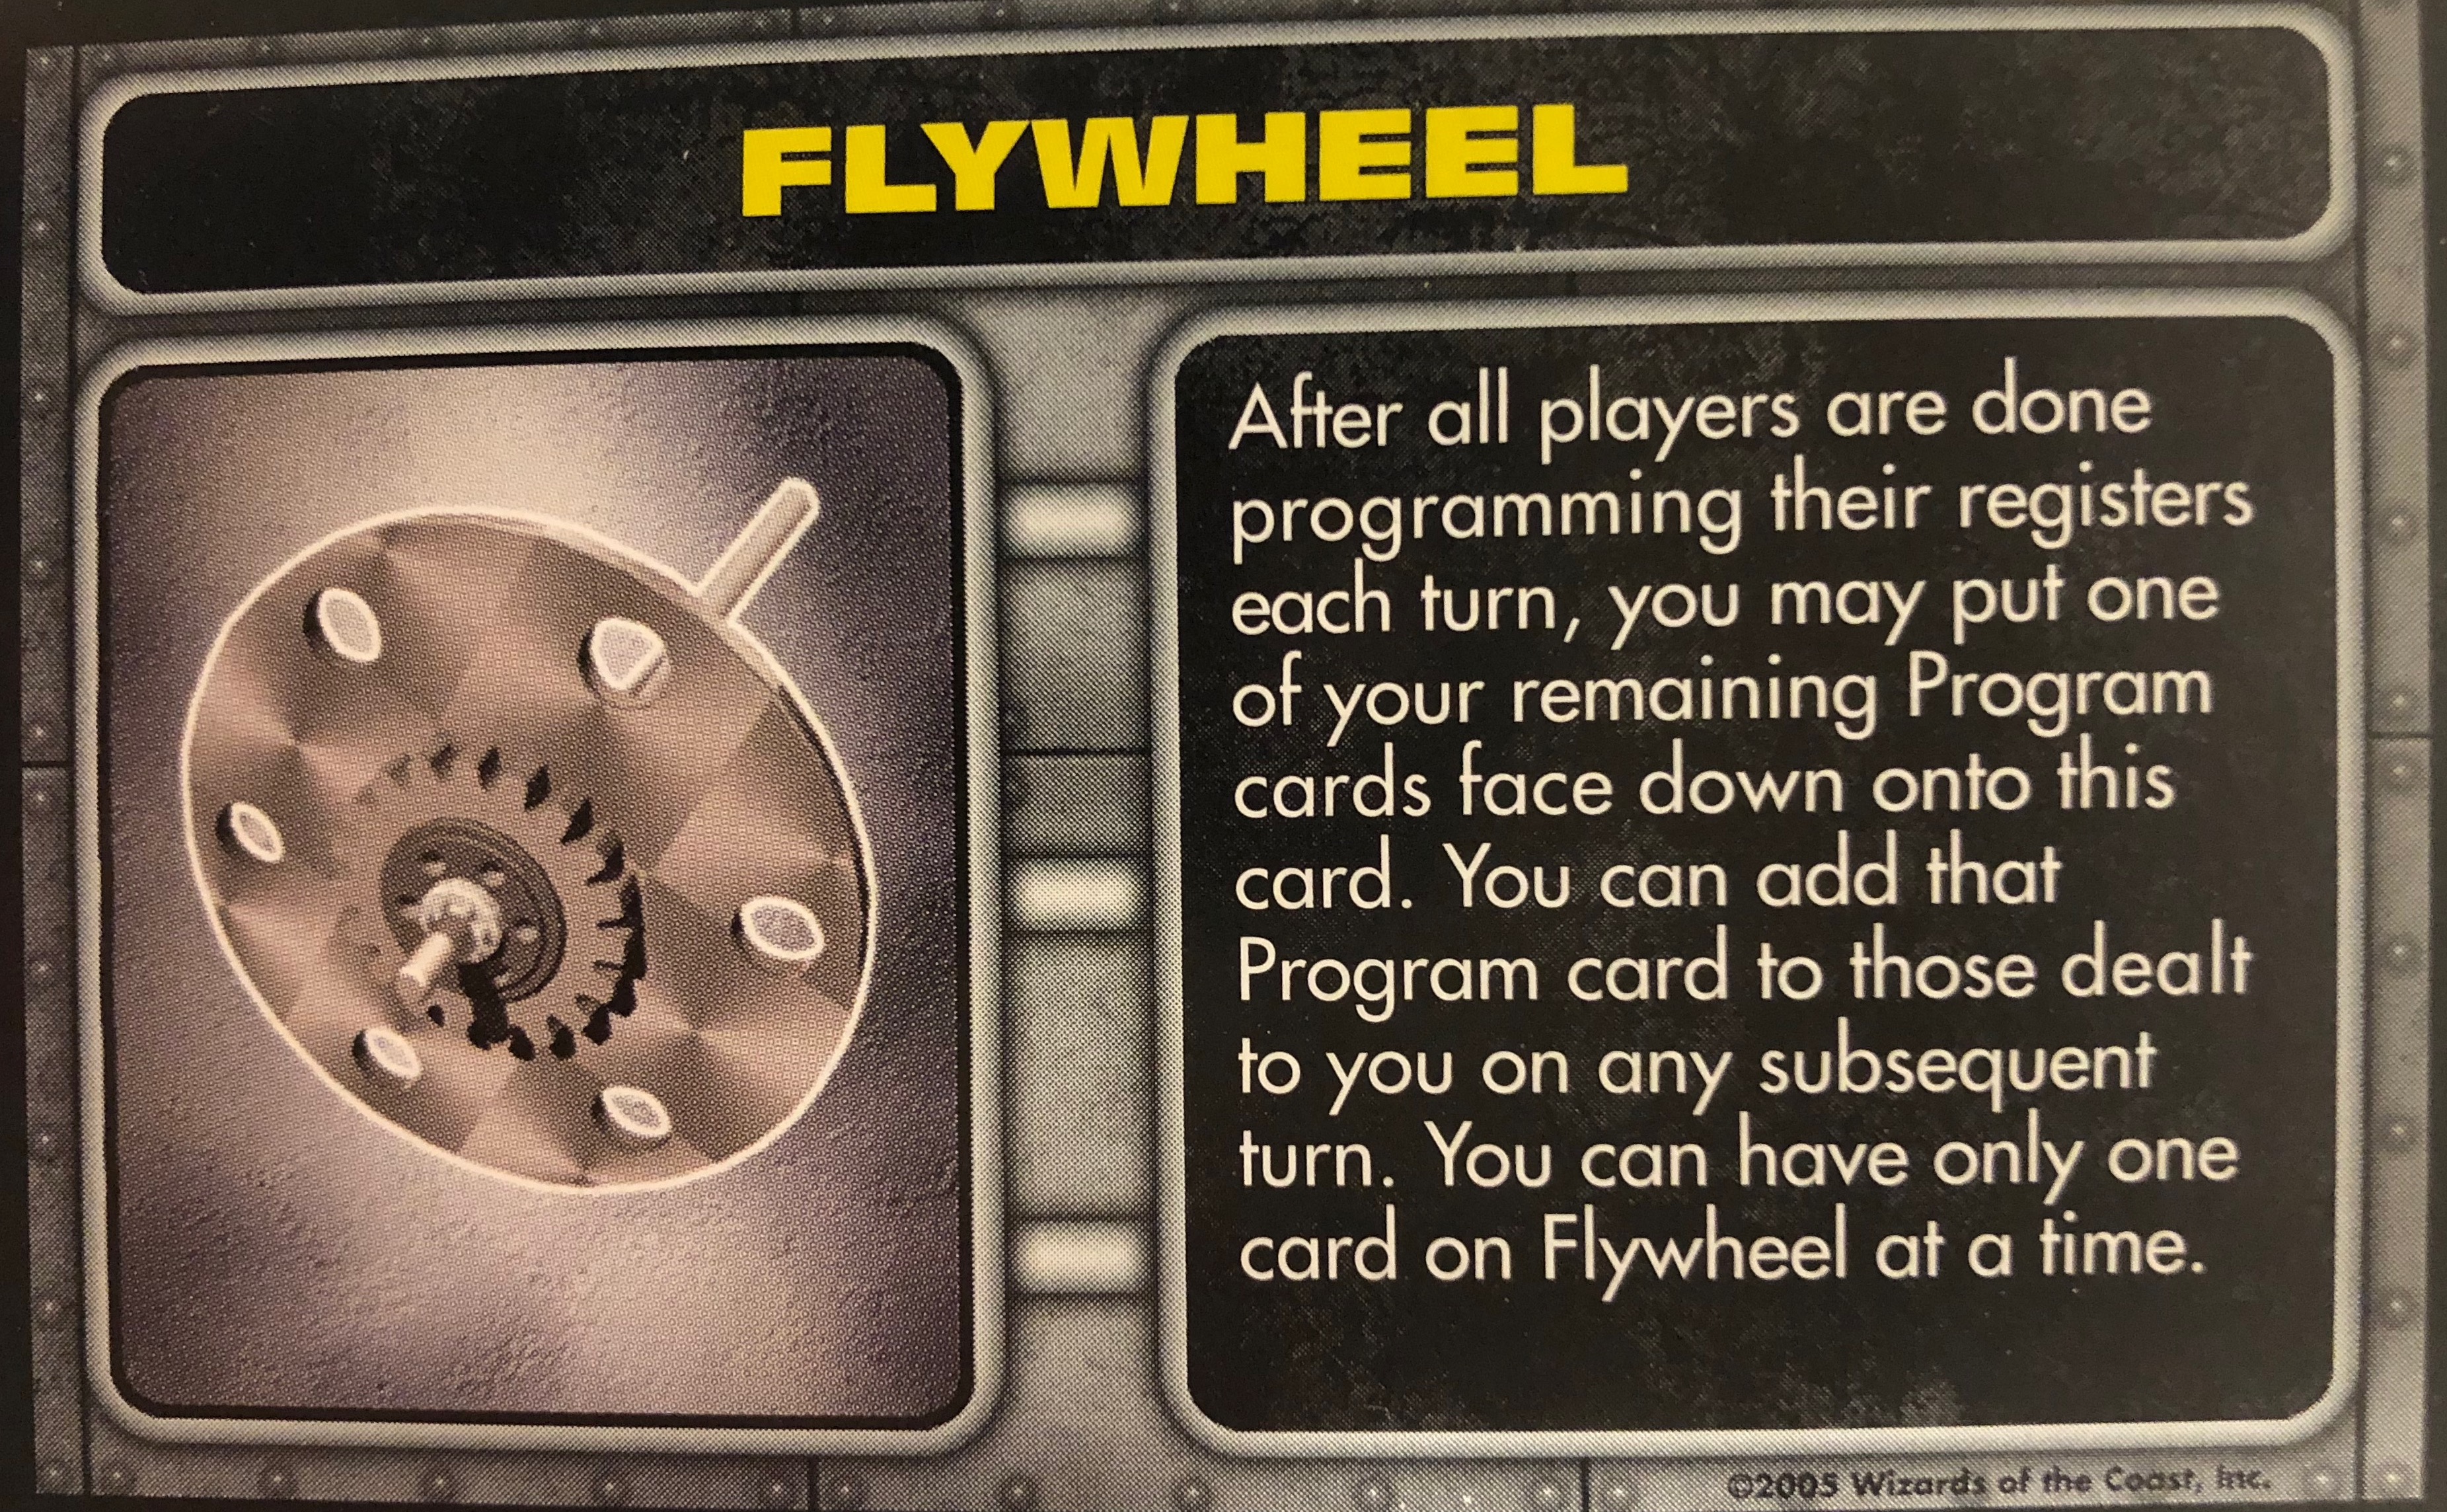 FLYWHEEL
After all players are done
programming their registers
each turn, you may put one
of your remaining Program
cards face down onto this
card. You can add that
Program card to those dealt
to you on any subsequent
turn. You can have only one
card on Flywheel at a time.
©2005 Wizards of the Coast, Inc.